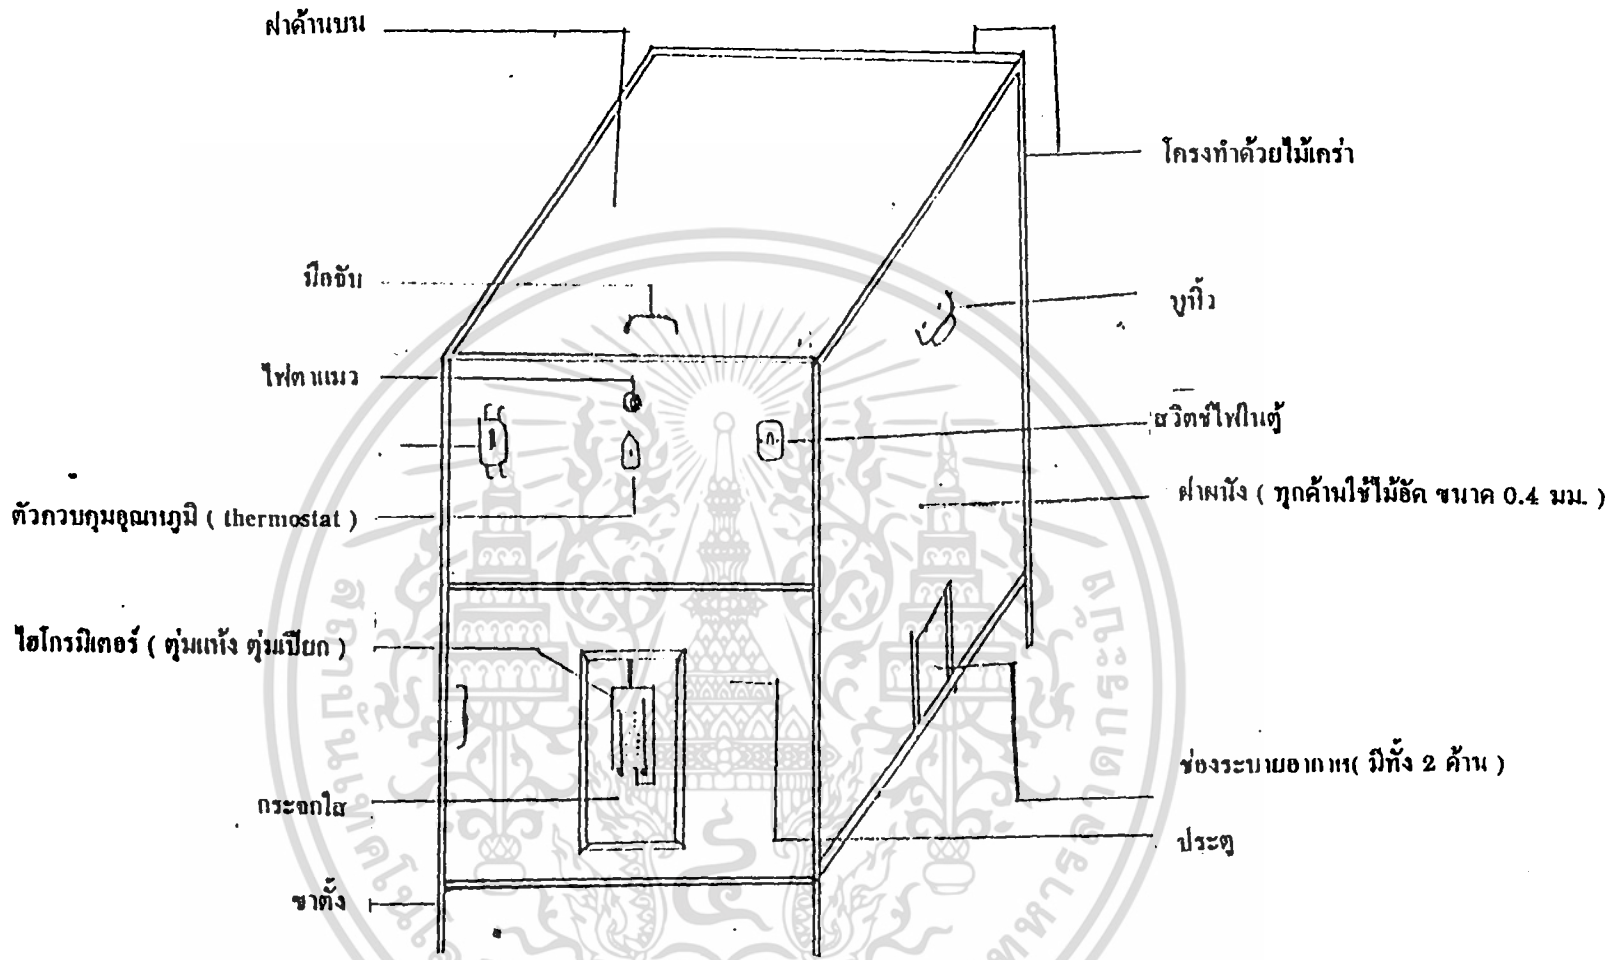 ฝาด้านบน
โครงทำด้วยไม้เคร่า
มือจับ
หูหิ้ว
ไฟตาแมว
สวิตช์ไฟในตู้
ฝาผนัง ( ทุกด้านใช้ไม้อัด ขนาด 0.4 มม. )
ตัวควบคุมอุณหภูมิ ( thermostat )
ไฮโกรมิเตอร์ ( ตุ่มแห้ง ตุ่มเปียก )
ช่องระบายอากาศ( มีทั้ง 2 ด้าน )
กระจกใส
ประตู
ขาตั้ง